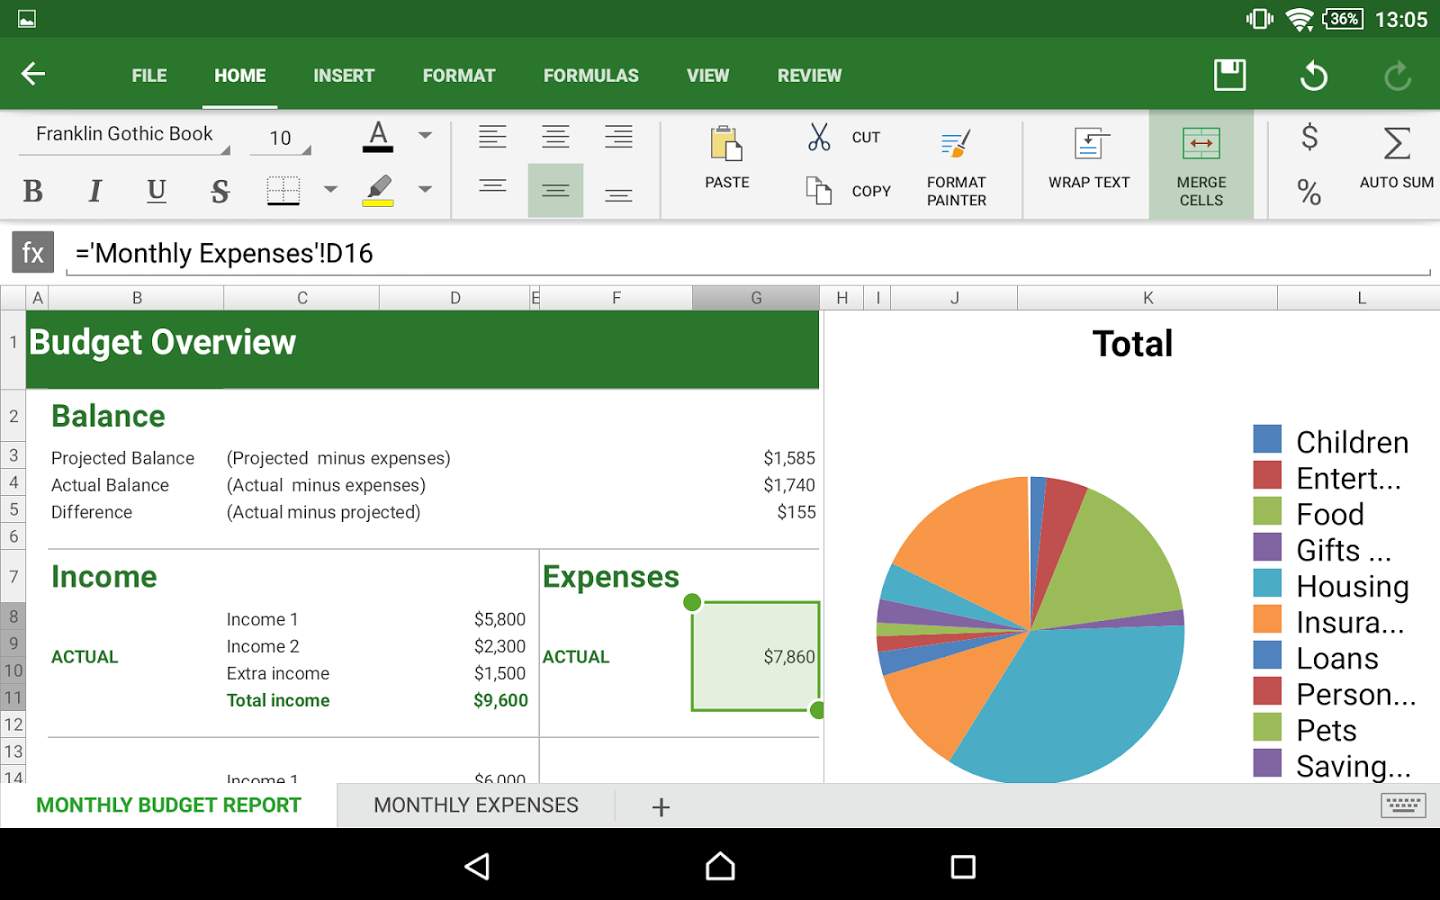 36% 13:05
FILE HOME INSERT FORMAT FORMULAS VIEW REVIEW
Franklin Gothic Book 10 A
B I U S
PASTE
CUT
COPY
FORMAT
PAINTER
WRAP TEXT
MERGE
CELLS
$
%
AUTO SUM
fx ='Monthly Expenses'!D16
A B C D E F G H I J K L
1 Budget Overview
2 Balance
3 Projected Balance (Projected minus expenses) $1,585
4 Actual Balance (Actual minus expenses) $1,740
5 Difference (Actual minus projected) $155
6
7 Income Expenses
8 Income 1 $5,800
9 Income 2 $2,300
ACTUAL ACTUAL $7,860
10 Extra income $1,500
11 Total income $9,600
12
13
14 Income 1 $6,000
Total
Children
Entert...
Food
Gifts ...
Housing
Insura...
Loans
Person...
Pets
Saving...
MONTHLY BUDGET REPORT MONTHLY EXPENSES +